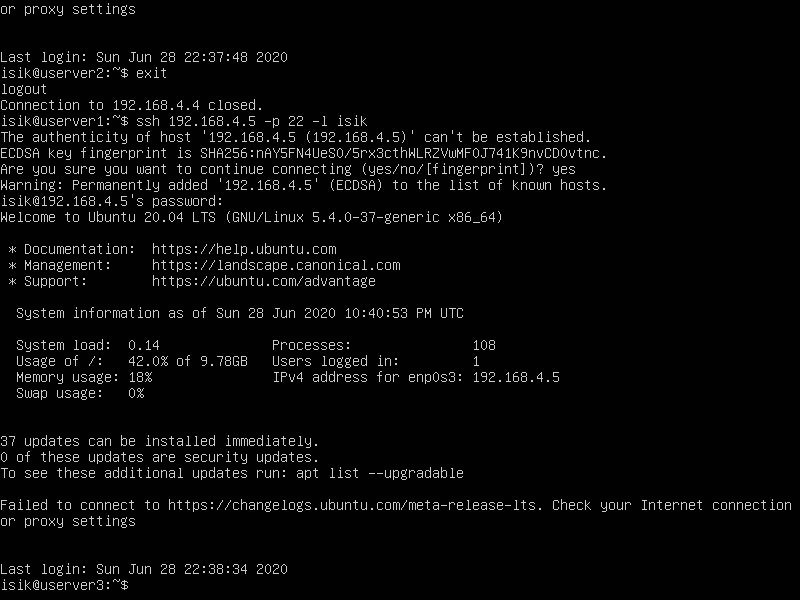 or proxy settings
Last login: Sun Jun 28 22:37:48 2020
isik@userver2:~$ exit
logout
Connection to 192.168.4.4 closed.
isik@userver1:~$ ssh 192.168.4.5 -p 22 -l isik
The authenticity of host '192.168.4.5 (192.168.4.5)' can't be established.
ECDSA key fingerprint is SHA256:nAY5FN4UeS0/5rx3cthWLRZVwMF0J741K9nvCD0vtnc.
Are you sure you want to continue connecting (yes/no/[fingerprint])? yes
Warning: Permanently added '192.168.4.5' (ECDSA) to the list of known hosts.
isik@192.168.4.5's password:
Welcome to Ubuntu 20.04 LTS (GNU/Linux 5.4.0-37-generic x86_64)
* Documentation:  https://help.ubuntu.com
* Management:     https://landscape.canonical.com
* Support:        https://ubuntu.com/advantage
System information as of Sun 28 Jun 2020 10:40:53 PM UTC
System load:  0.14              Processes:               108
Usage of /:   42.0% of 9.78GB   Users logged in:         1
Memory usage: 18%               IPv4 address for enp0s3: 192.168.4.5
Swap usage:   0%
37 updates can be installed immediately.
0 of these updates are security updates.
To see these additional updates run: apt list --upgradable
Failed to connect to https://changelogs.ubuntu.com/meta-release-lts. Check your Internet connection
or proxy settings
Last login: Sun Jun 28 22:38:34 2020
isik@userver3:~$